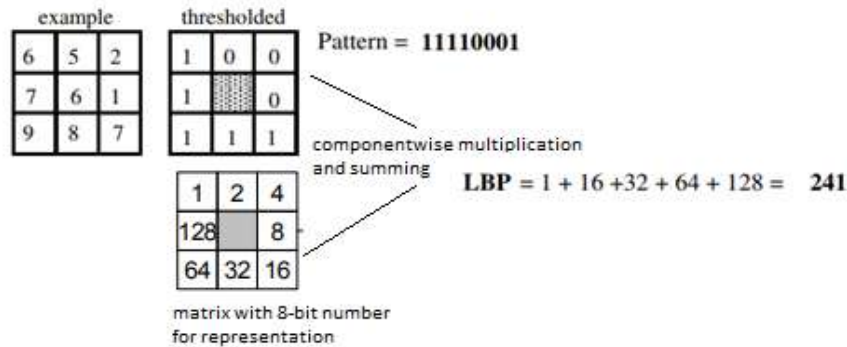 example
6 5 2
7 6 1
9 8 7
thresholded
1 0 0
1 0
1 1 1
Pattern = 11110001
componentwise multiplication
and summing
1 2 4
128 8
64 32 16
LBP = 1 + 16 +32 + 64 + 128 = 241
matrix with 8-bit number
for representation